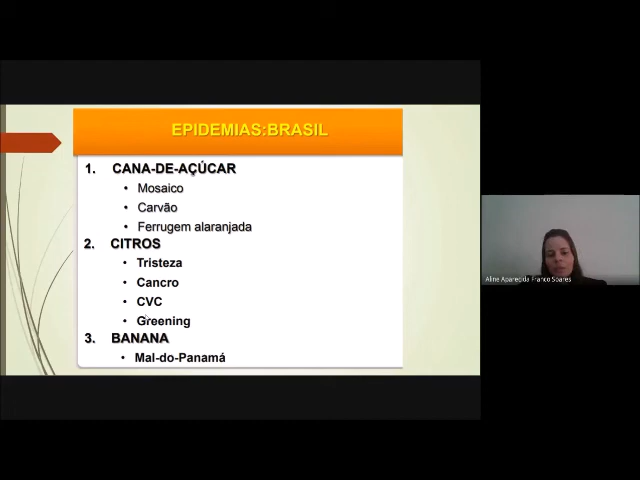 EPIDEMIAS:BRASIL
1. CANA-DE-AÇÚCAR
• Mosaico
• Carvão
• Ferrugem alaranjada
2. CITROS
• Tristeza
• Cancro
• CVC
• Greening
3. BANANA
• Mal-do-Panamá
Aline Aparecida Franco Soares